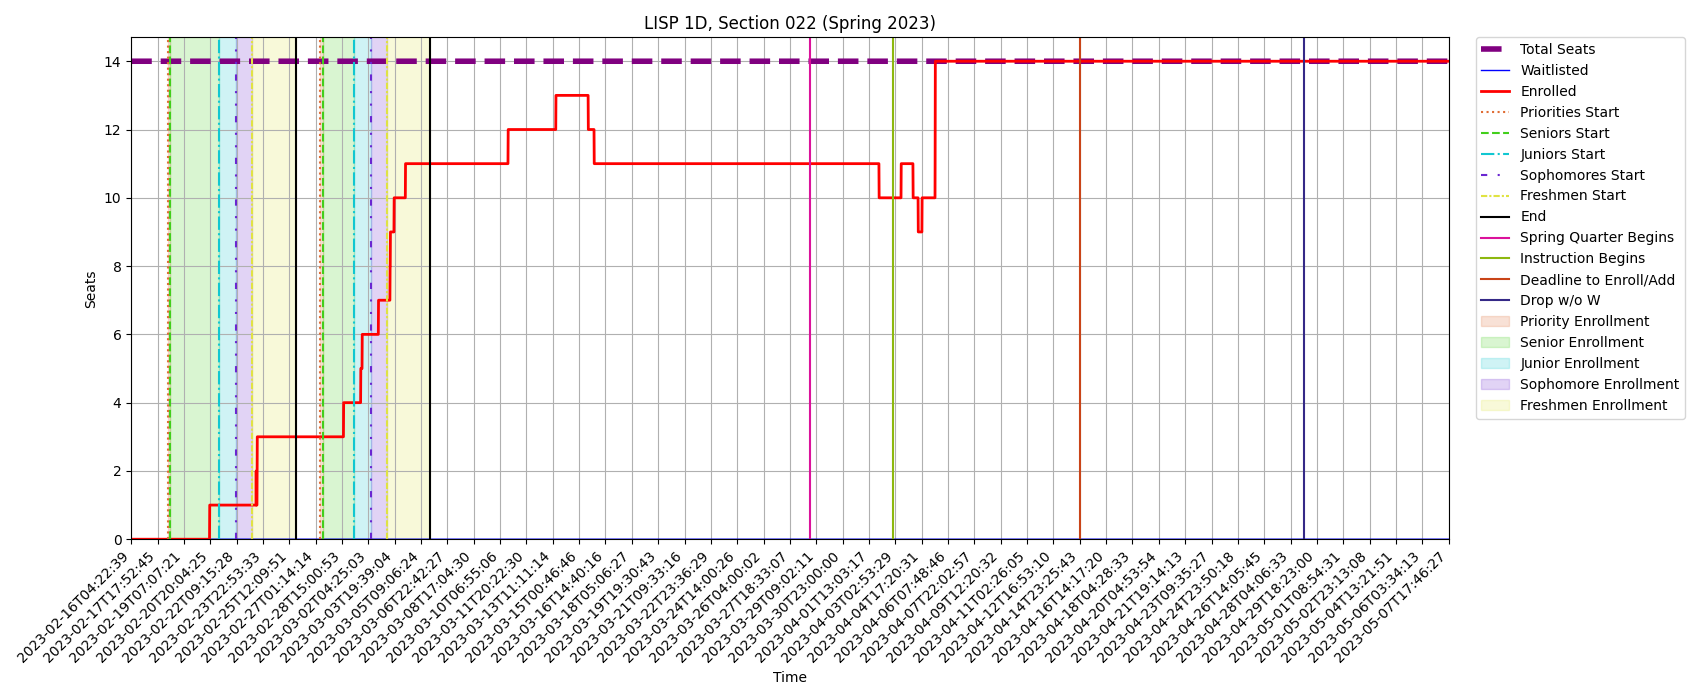 LISP 1D, Section 022 (Spring 2023)
Seats
14
12
10
8
6
4
2
0
2023-02-16T04:22:39
2023-02-17T17:52:45
2023-02-19T07:07:21
2023-02-20T20:04:25
2023-02-22T09:15:28
2023-02-23T22:53:33
2023-02-25T12:09:51
2023-02-27T01:14:14
2023-02-28T15:00:53
2023-03-02T04:25:03
2023-03-03T19:39:04
2023-03-05T09:06:24
2023-03-06T22:42:27
2023-03-08T17:04:30
2023-03-10T06:55:06
2023-03-11T20:22:30
2023-03-13T11:11:14
2023-03-15T00:46:46
2023-03-16T14:40:16
2023-03-18T05:06:27
2023-03-19T19:30:43
2023-03-21T09:33:16
2023-03-22T23:36:29
2023-03-24T14:00:26
2023-03-26T04:00:02
2023-03-27T18:33:07
2023-03-29T09:02:11
2023-03-30T23:00:00
2023-04-01T13:03:17
2023-04-03T02:53:29
2023-04-04T17:20:31
2023-04-06T07:48:46
2023-04-07T22:02:57
2023-04-09T12:20:32
2023-04-11T02:26:05
2023-04-12T16:53:10
2023-04-14T23:25:43
2023-04-16T14:17:20
2023-04-18T04:28:33
2023-04-20T04:53:54
2023-04-21T19:14:13
2023-04-23T09:35:27
2023-04-24T23:50:18
2023-04-26T14:05:45
2023-04-28T04:06:33
2023-04-29T18:23:00
2023-05-01T08:54:31
2023-05-02T23:13:08
2023-05-04T13:21:51
2023-05-06T03:34:13
2023-05-07T17:46:27
Time
Total Seats
Waitlisted
Enrolled
Priorities Start
Seniors Start
Juniors Start
Sophomores Start
Freshmen Start
End
Spring Quarter Begins
Instruction Begins
Deadline to Enroll/Add
Drop w/o W
Priority Enrollment
Senior Enrollment
Junior Enrollment
Sophomore Enrollment
Freshmen Enrollment